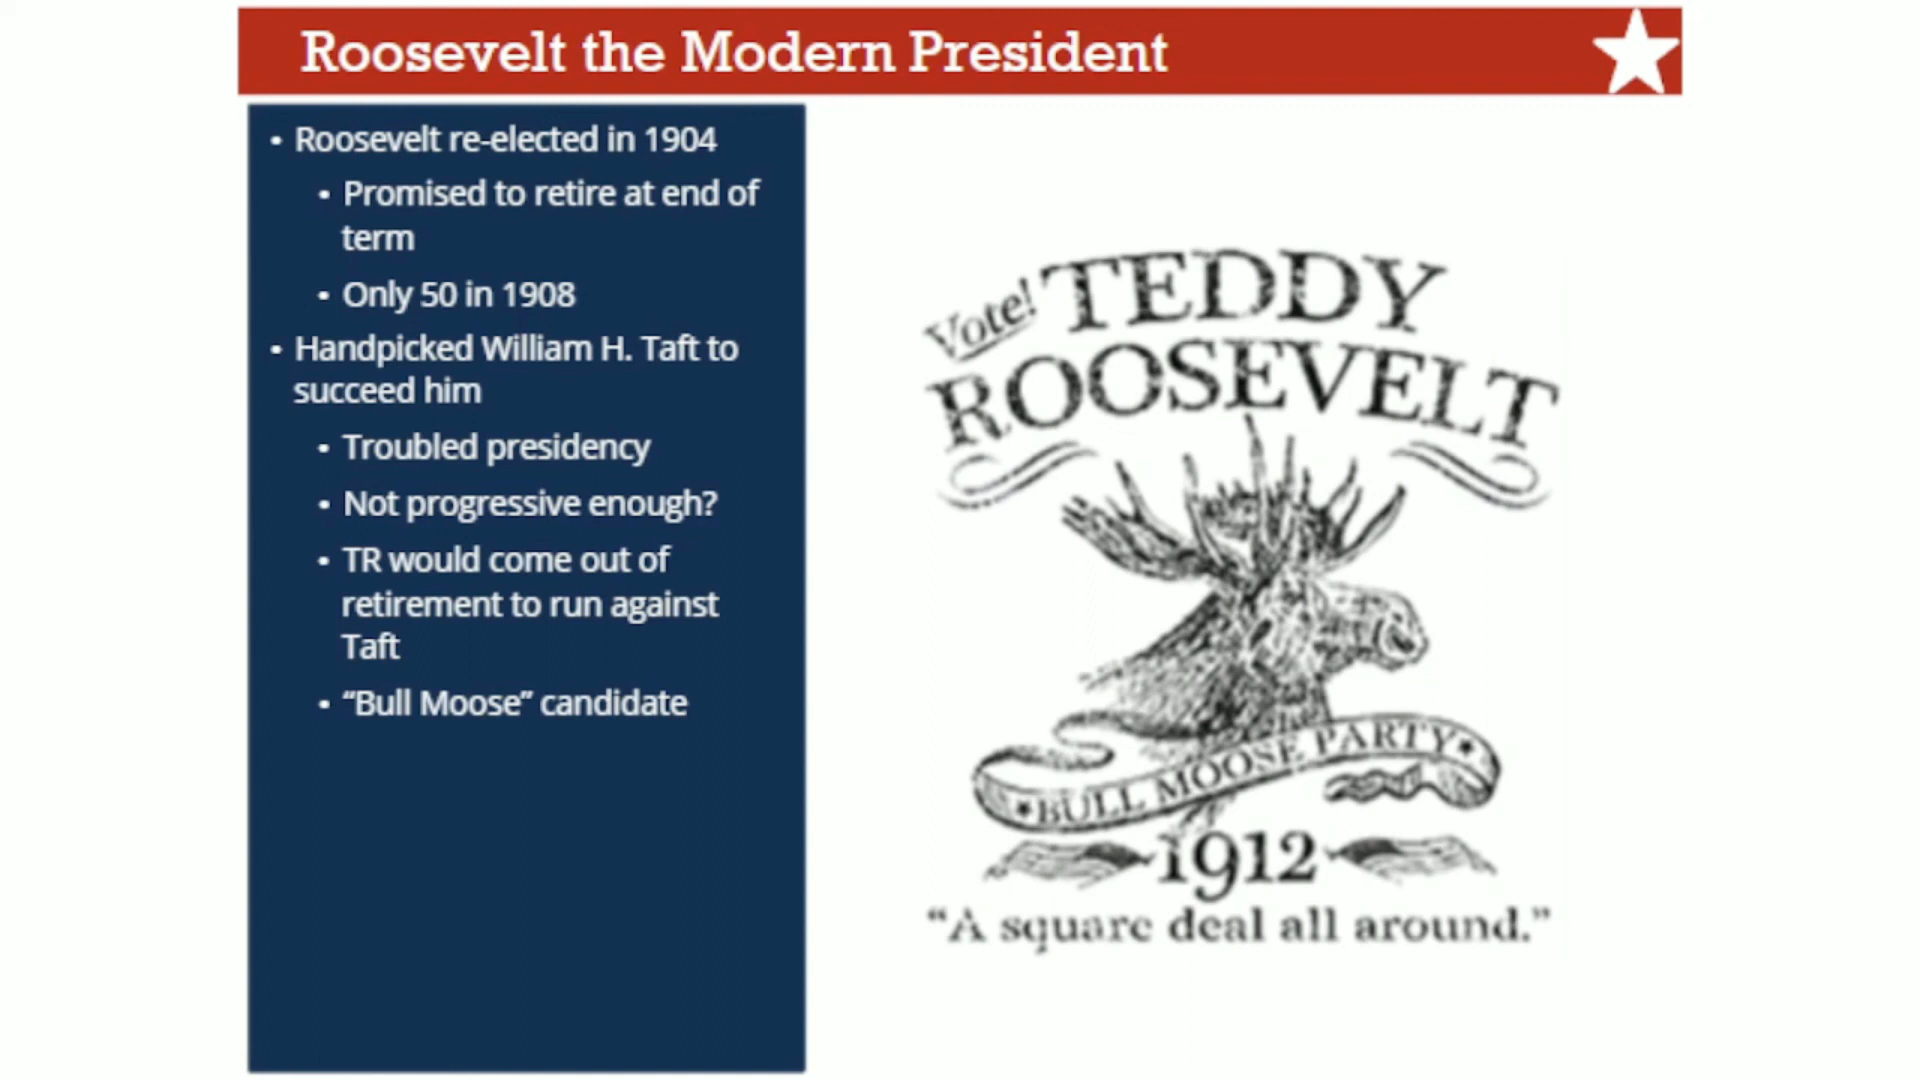 Roosevelt the Modern President
• Roosevelt re-elected in 1904
• Promised to retire at end of
term
• Only 50 in 1908
• Handpicked William H. Taft to
succeed him
• Troubled presidency
• Not progressive enough?
• TR would come out of
retirement to run against
Taft
• “Bull Moose” candidate
Vote! TEDDY
ROOSEVELT
BULL MOOSE PARTY
1912
“A square deal all around.”